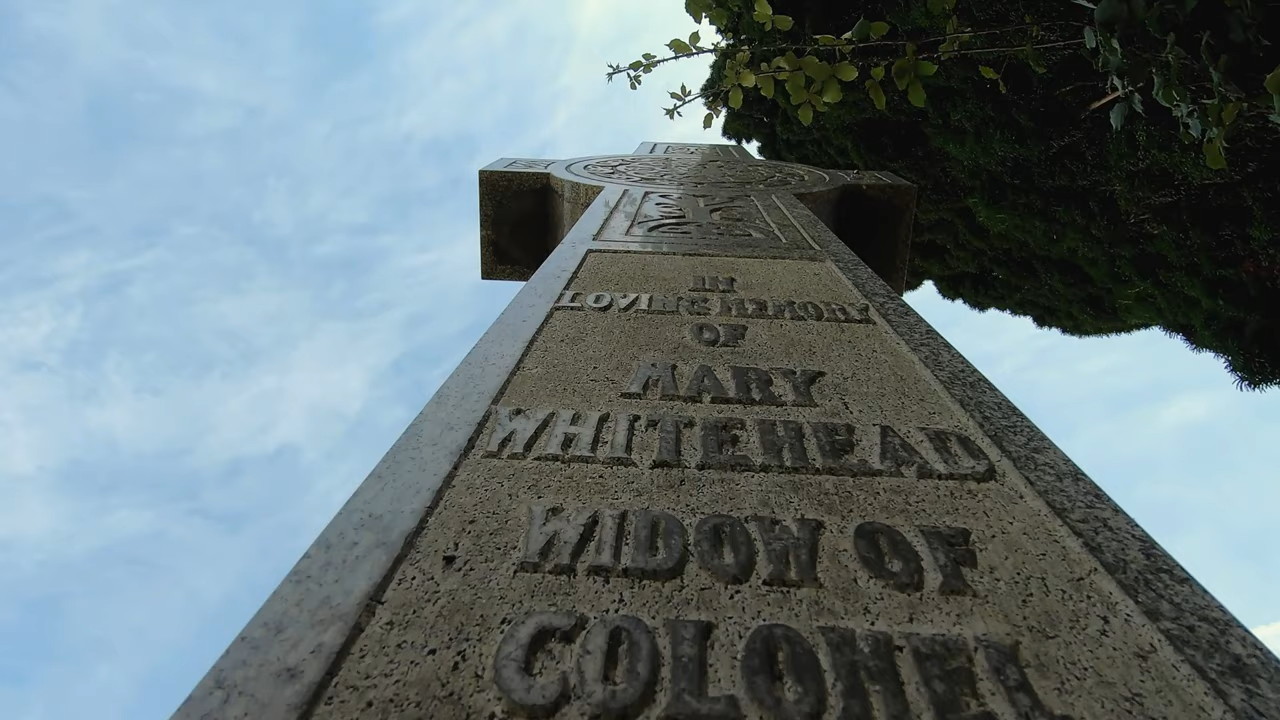 IN
LOVING MEMORY
OF
MARY
WHITEHEAD
WIDOW OF
COLONEL